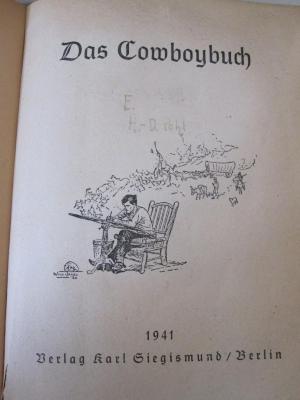 Das Cowboybuch
E.
1941
Verlag Karl Siegismund / Berlin